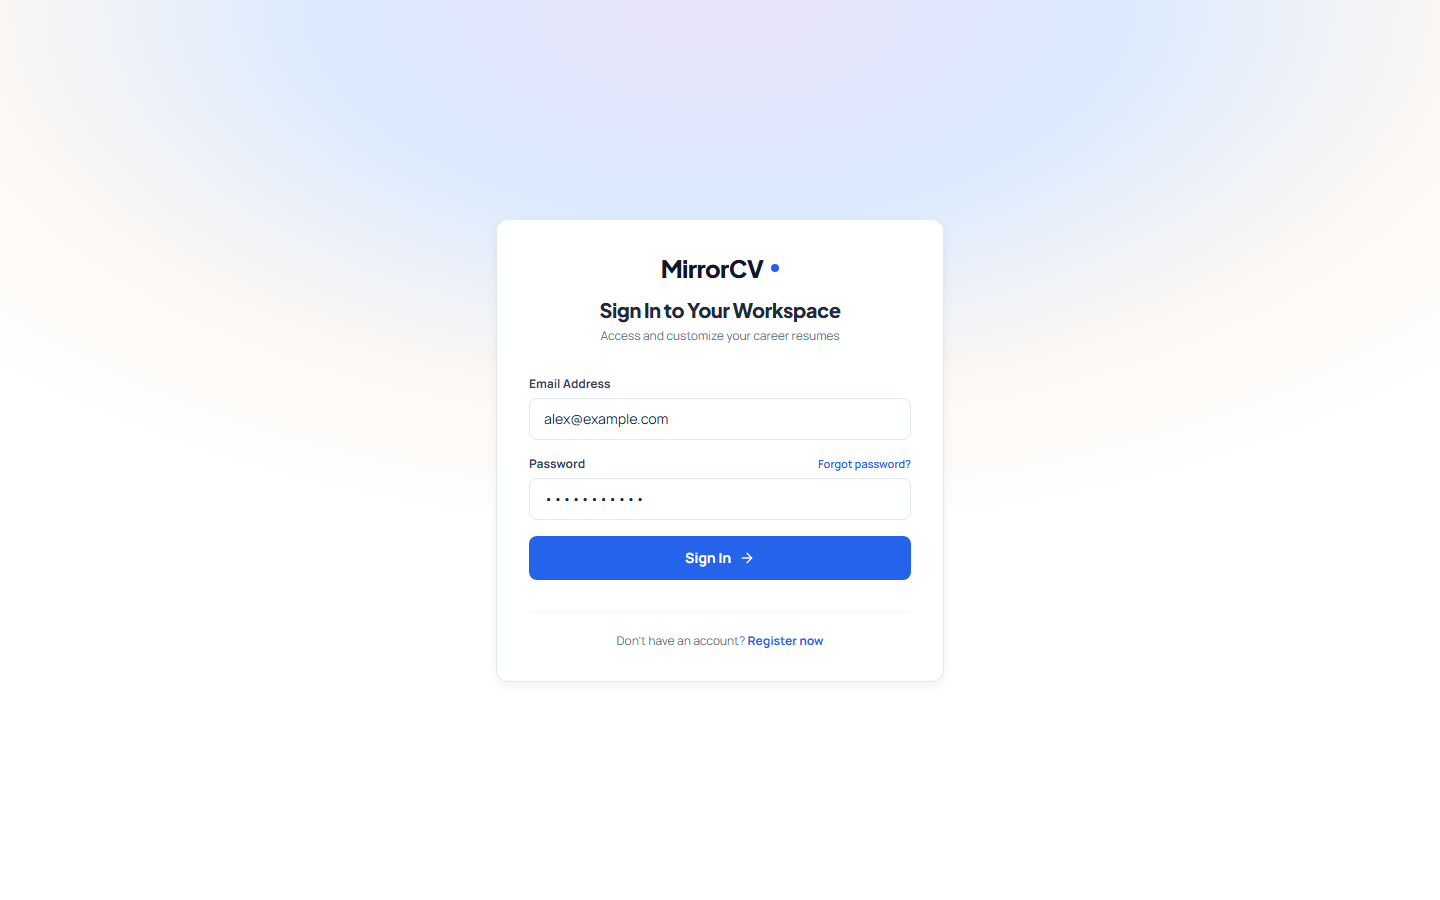 MirrorCV
Sign In to Your Workspace
Access and customize your career resumes
Email Address
alex@example.com
Password Forgot password?
•••••••••••
Sign In →
Don't have an account? Register now